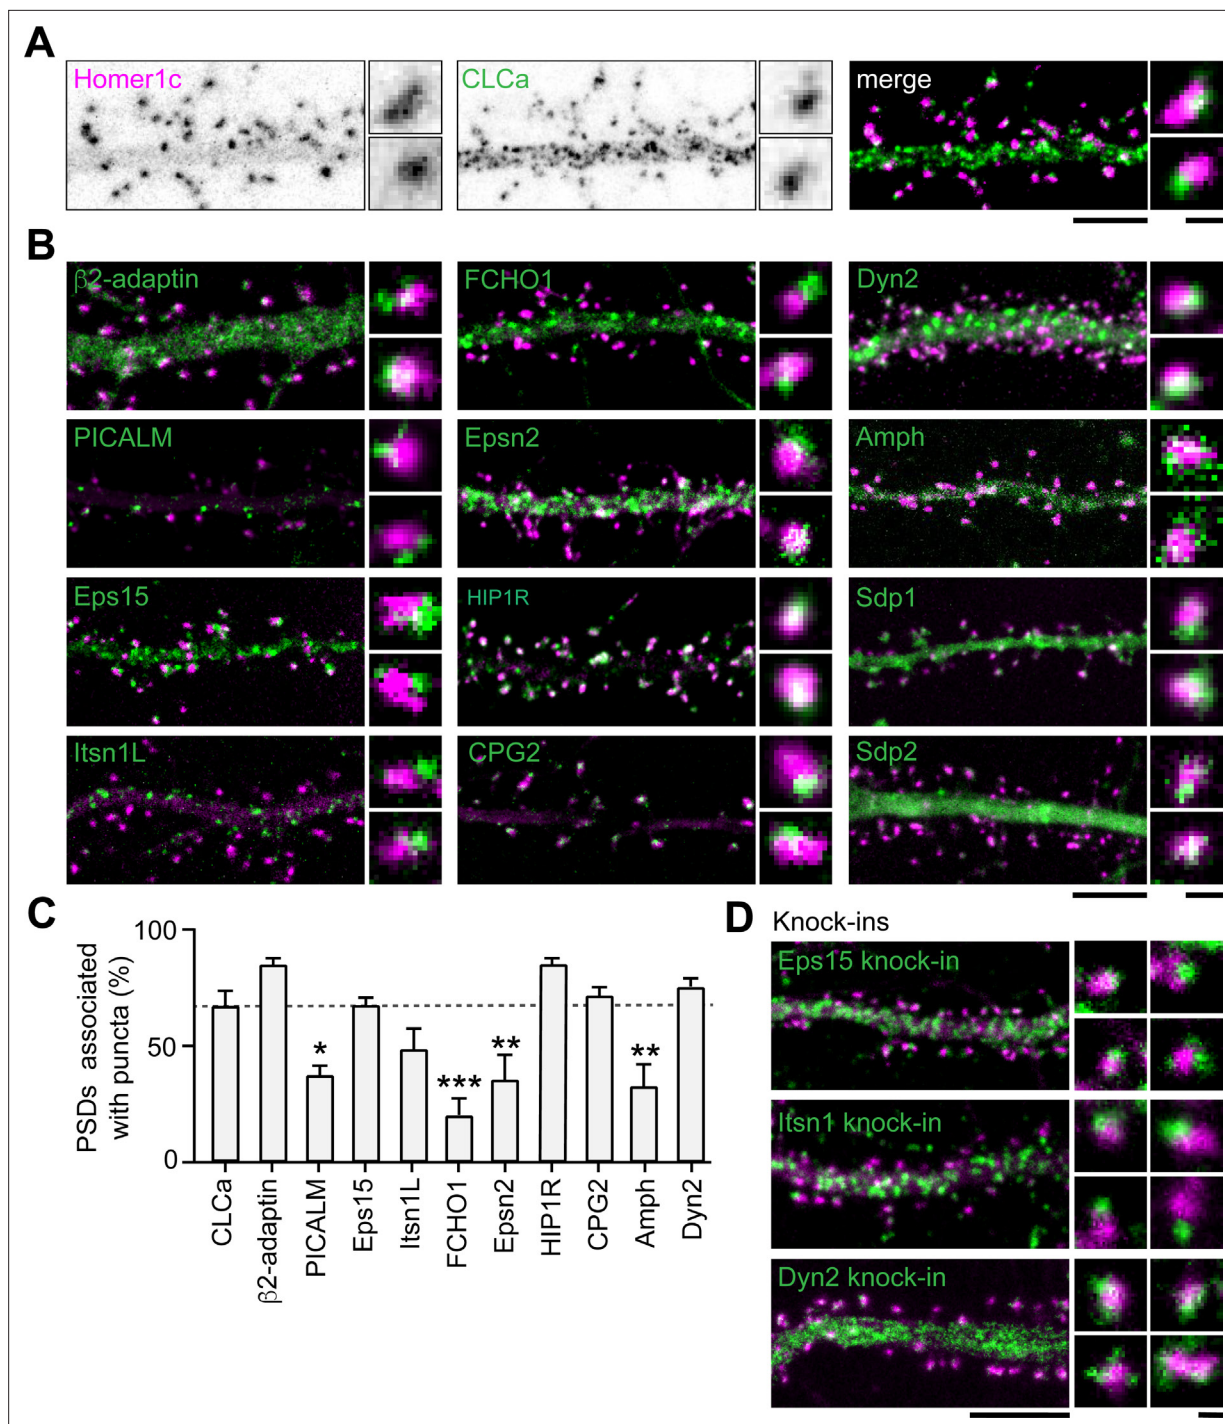 A
Homer1c
CLCa
merge
B
β2-adaptin
FCHO1
Dyn2
PICALM
Epsn2
Amph
Eps15
HIP1R
Sdp1
Itsn1L
CPG2
Sdp2
C
PSDs associated
with puncta (%)
100
50
0
*
***
**
**
CLCa
β2-adaptin
PICALM
Eps15
Itsn1L
FCHO1
Epsn2
HIP1R
CPG2
Amph
Dyn2
D
Knock-ins
Eps15 knock-in
Itsn1 knock-in
Dyn2 knock-in